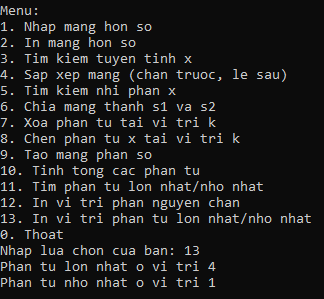 Menu:
1. Nhap mang hon so
2. In mang hon so
3. Tim kiem tuyen tinh x
4. Sap xep mang (chan truoc, le sau)
5. Tim kiem nhi phan x
6. Chia mang thanh s1 va s2
7. Xoa phan tu tai vi tri k
8. Chen phan tu x tai vi tri k
9. Tao mang phan so
10. Tinh tong cac phan tu
11. Tim phan tu lon nhat/nho nhat
12. In vi tri phan nguyen chan
13. In vi tri phan tu lon nhat/nho nhat
0. Thoat
Nhap lua chon cua ban: 13
Phan tu lon nhat o vi tri 4
Phan tu nho nhat o vi tri 1